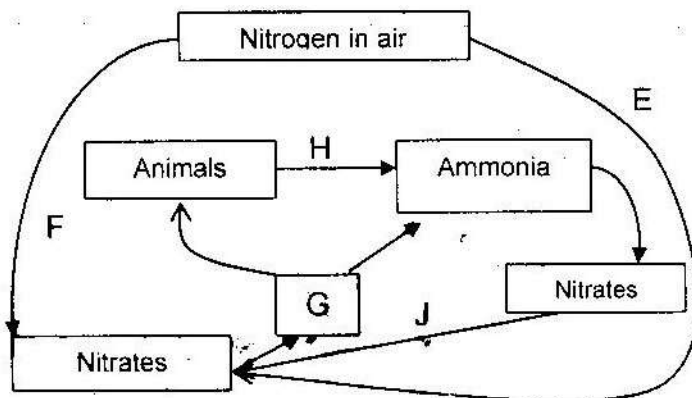 Nitrogen in air
E
Animals
H
Ammonia
F
G
Nitrates
J
Nitrates